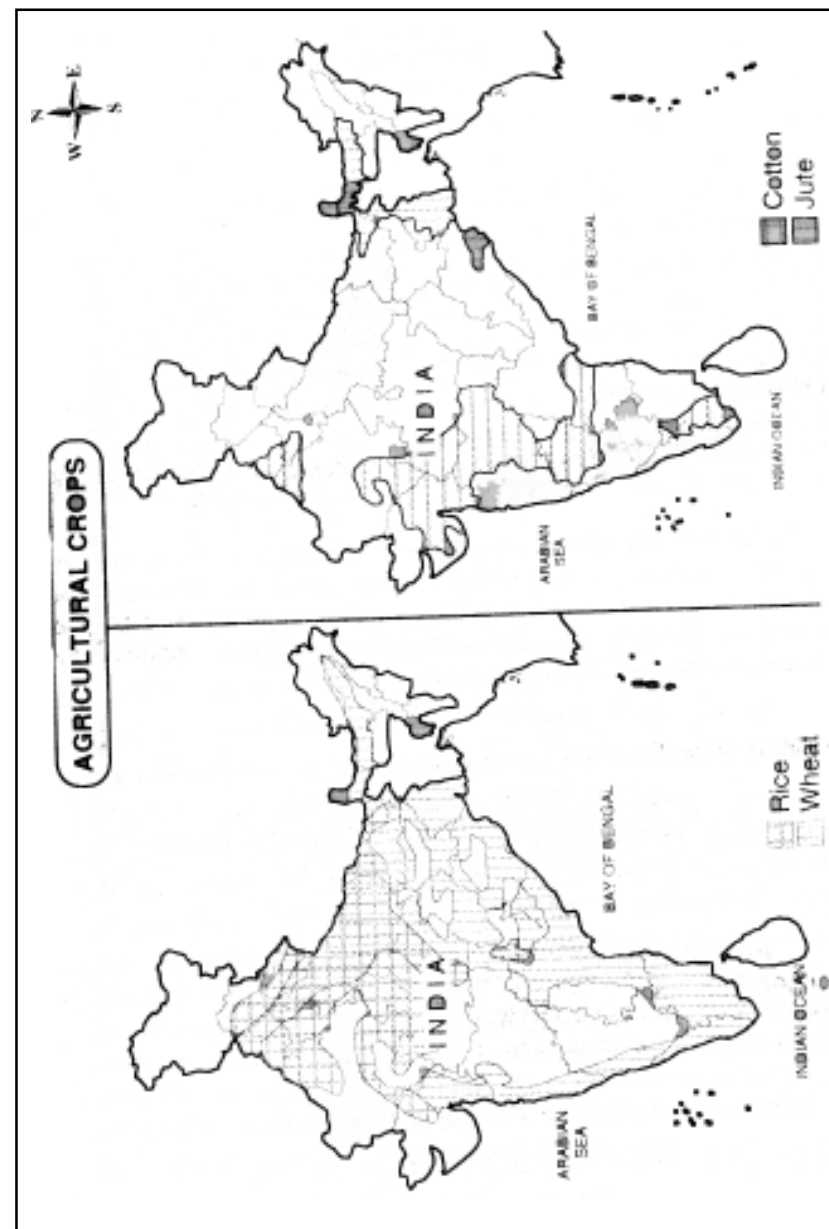 AGRICULTURAL CROPS
N
E
S
W
INDIA
BAY OF BENGAL
ARABIAN
SEA
INDIAN OCEAN
Rice
Wheat
INDIA
BAY OF BENGAL
ARABIAN
SEA
INDIAN OCEAN
Cotton
Jute